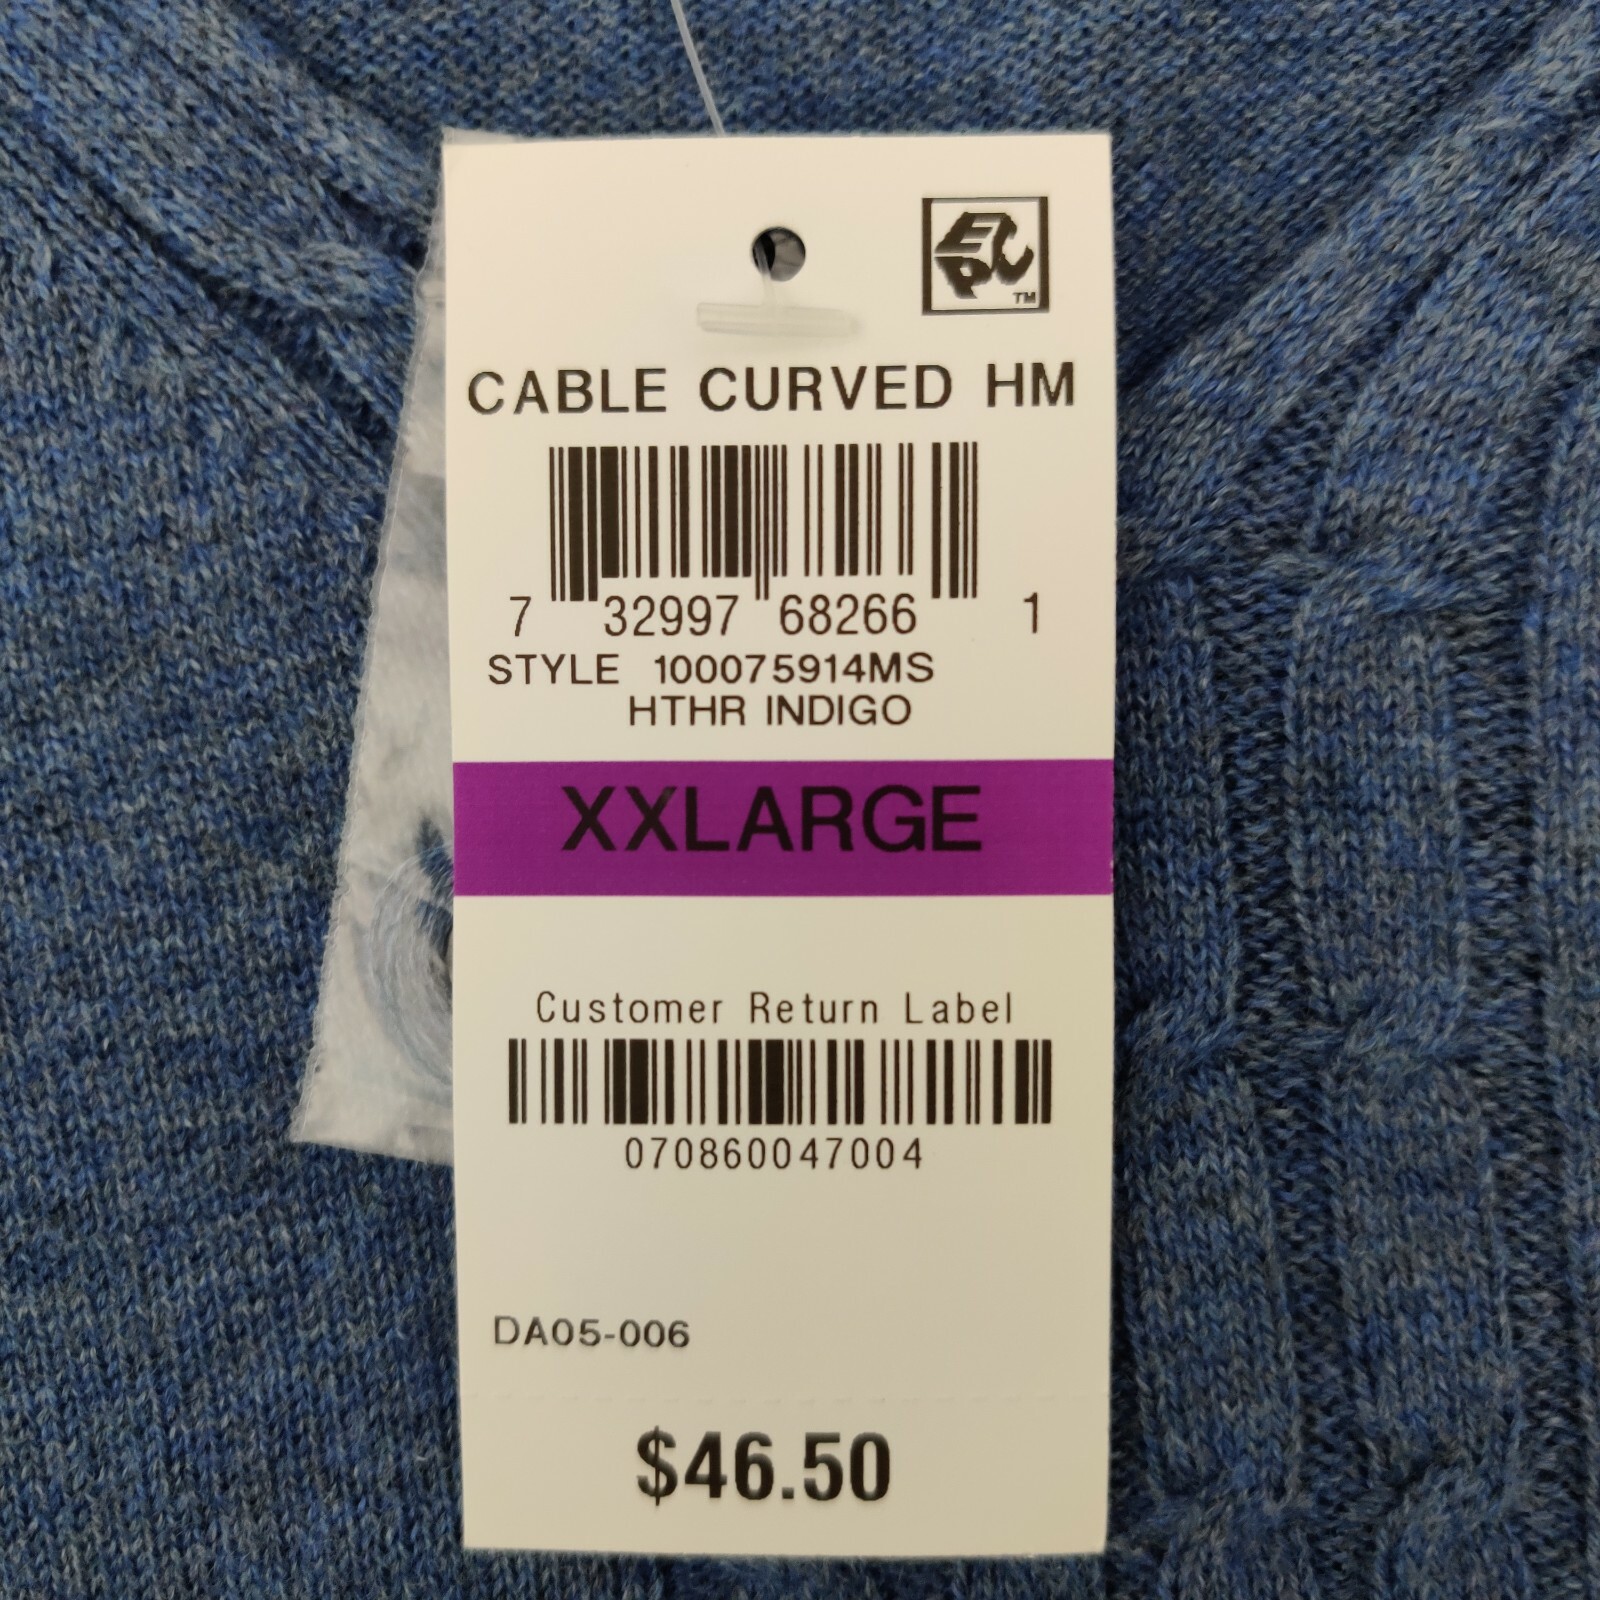 TM
CABLE CURVED HM
7 32997 68266 1
STYLE 100075914MS
HTHR INDIGO
XXLARGE
Customer Return Label
070860047004
DA05-006
$46.50